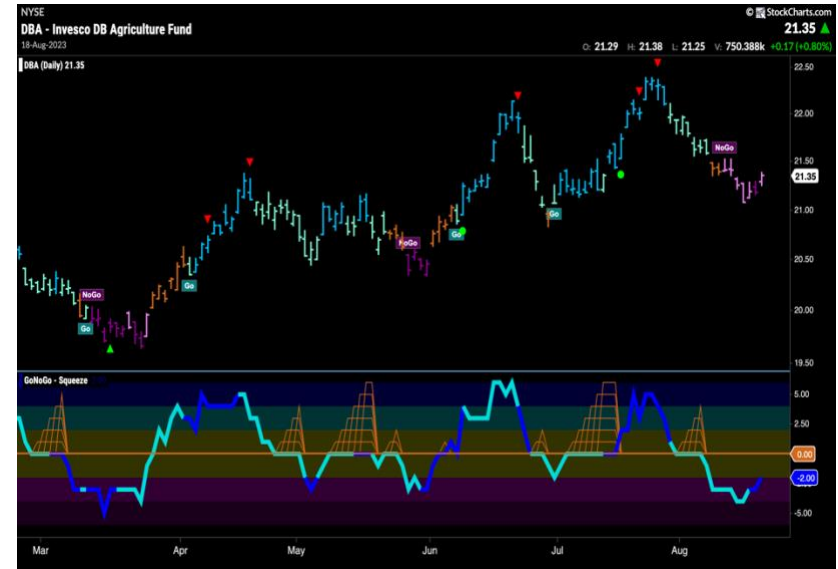 NYSE
© StockCharts.com
DBA - Invesco DB Agriculture Fund
21.35
18-Aug-2023
O: 21.29 H: 21.38 L: 21.25 V: 750.388k +0.17 (+0.80%)
DBA (Daily) 21.35
22.50
22.00
NoGo
21.50
21.35
Go
21.00
NoGo
Go
20.50
Go
NoGo
20.00
Go
19.50
GoNoGo - Squeeze
5.00
2.50
0.00
-2.00
-5.00
Mar
Apr
May
Jun
Jul
Aug